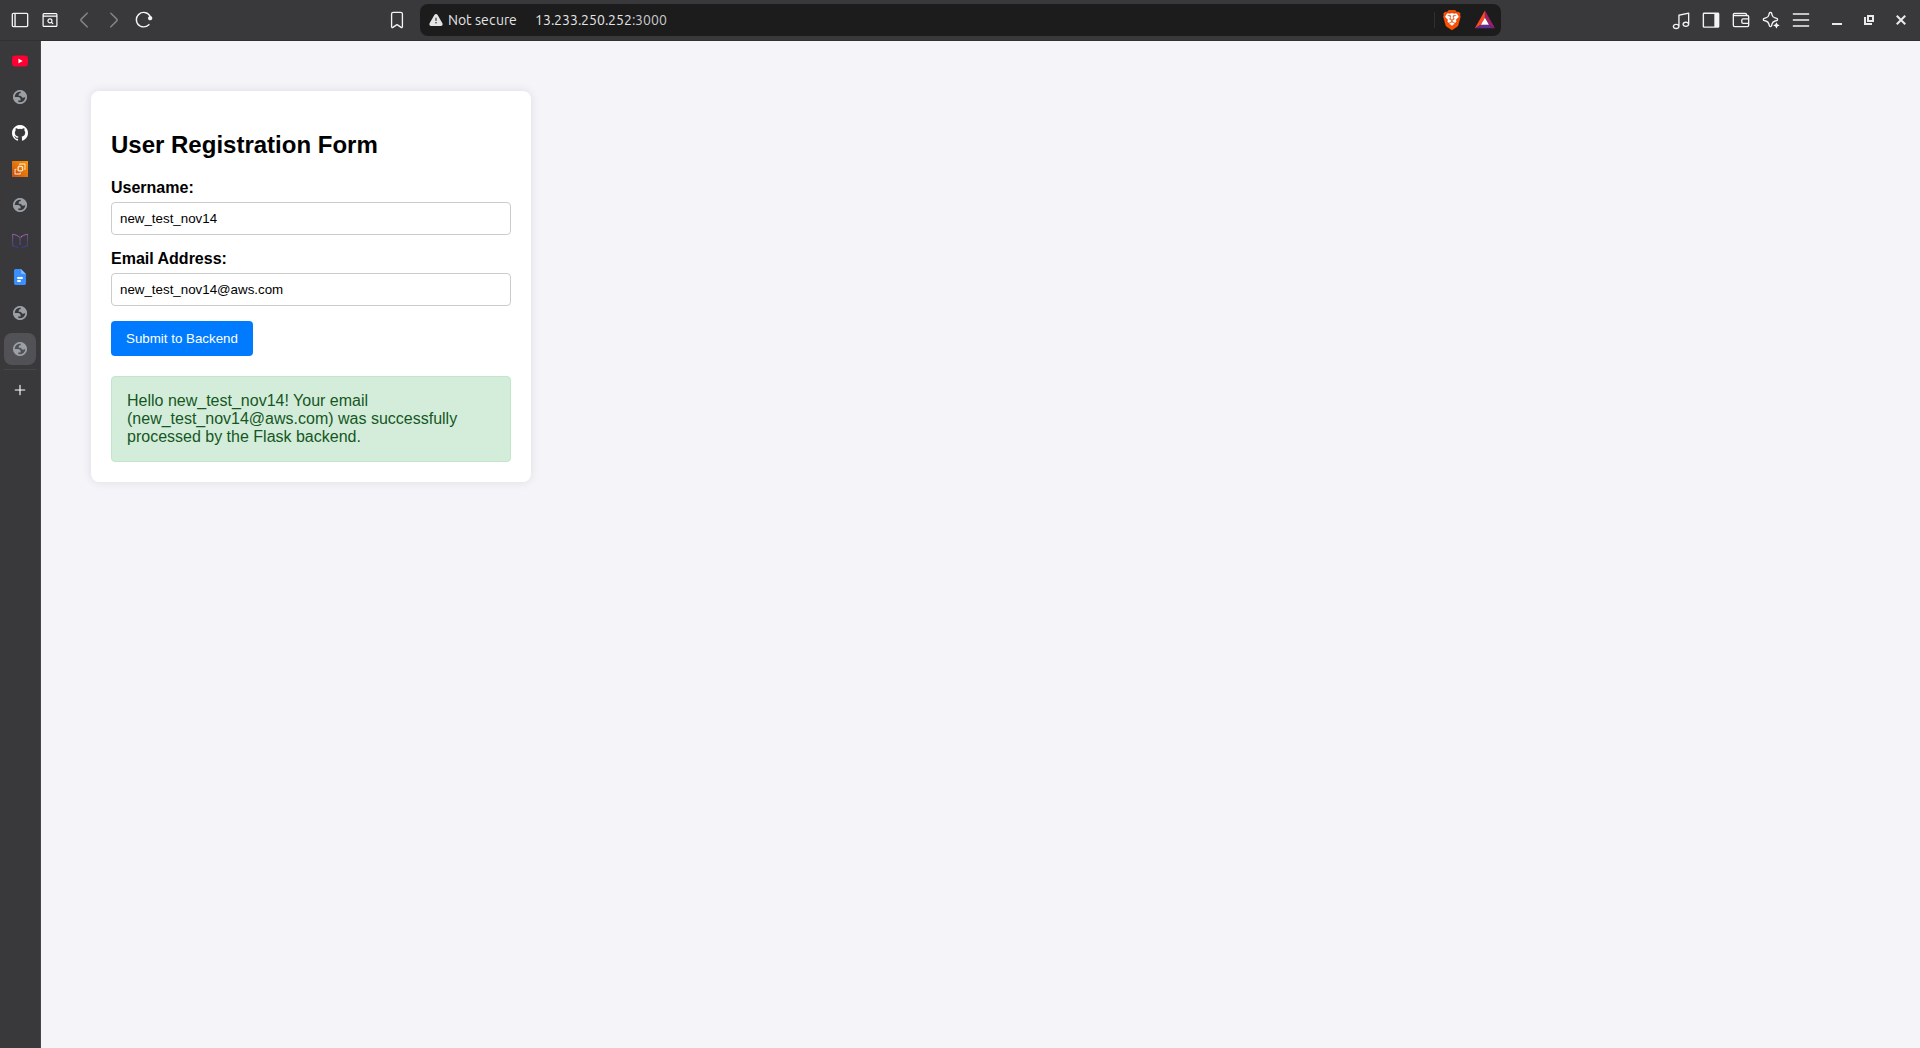 Not secure 13.233.250.252:3000
User Registration Form
Username:
new_test_nov14
Email Address:
new_test_nov14@aws.com
Submit to Backend
Hello new_test_nov14! Your email
(new_test_nov14@aws.com) was successfully
processed by the Flask backend.